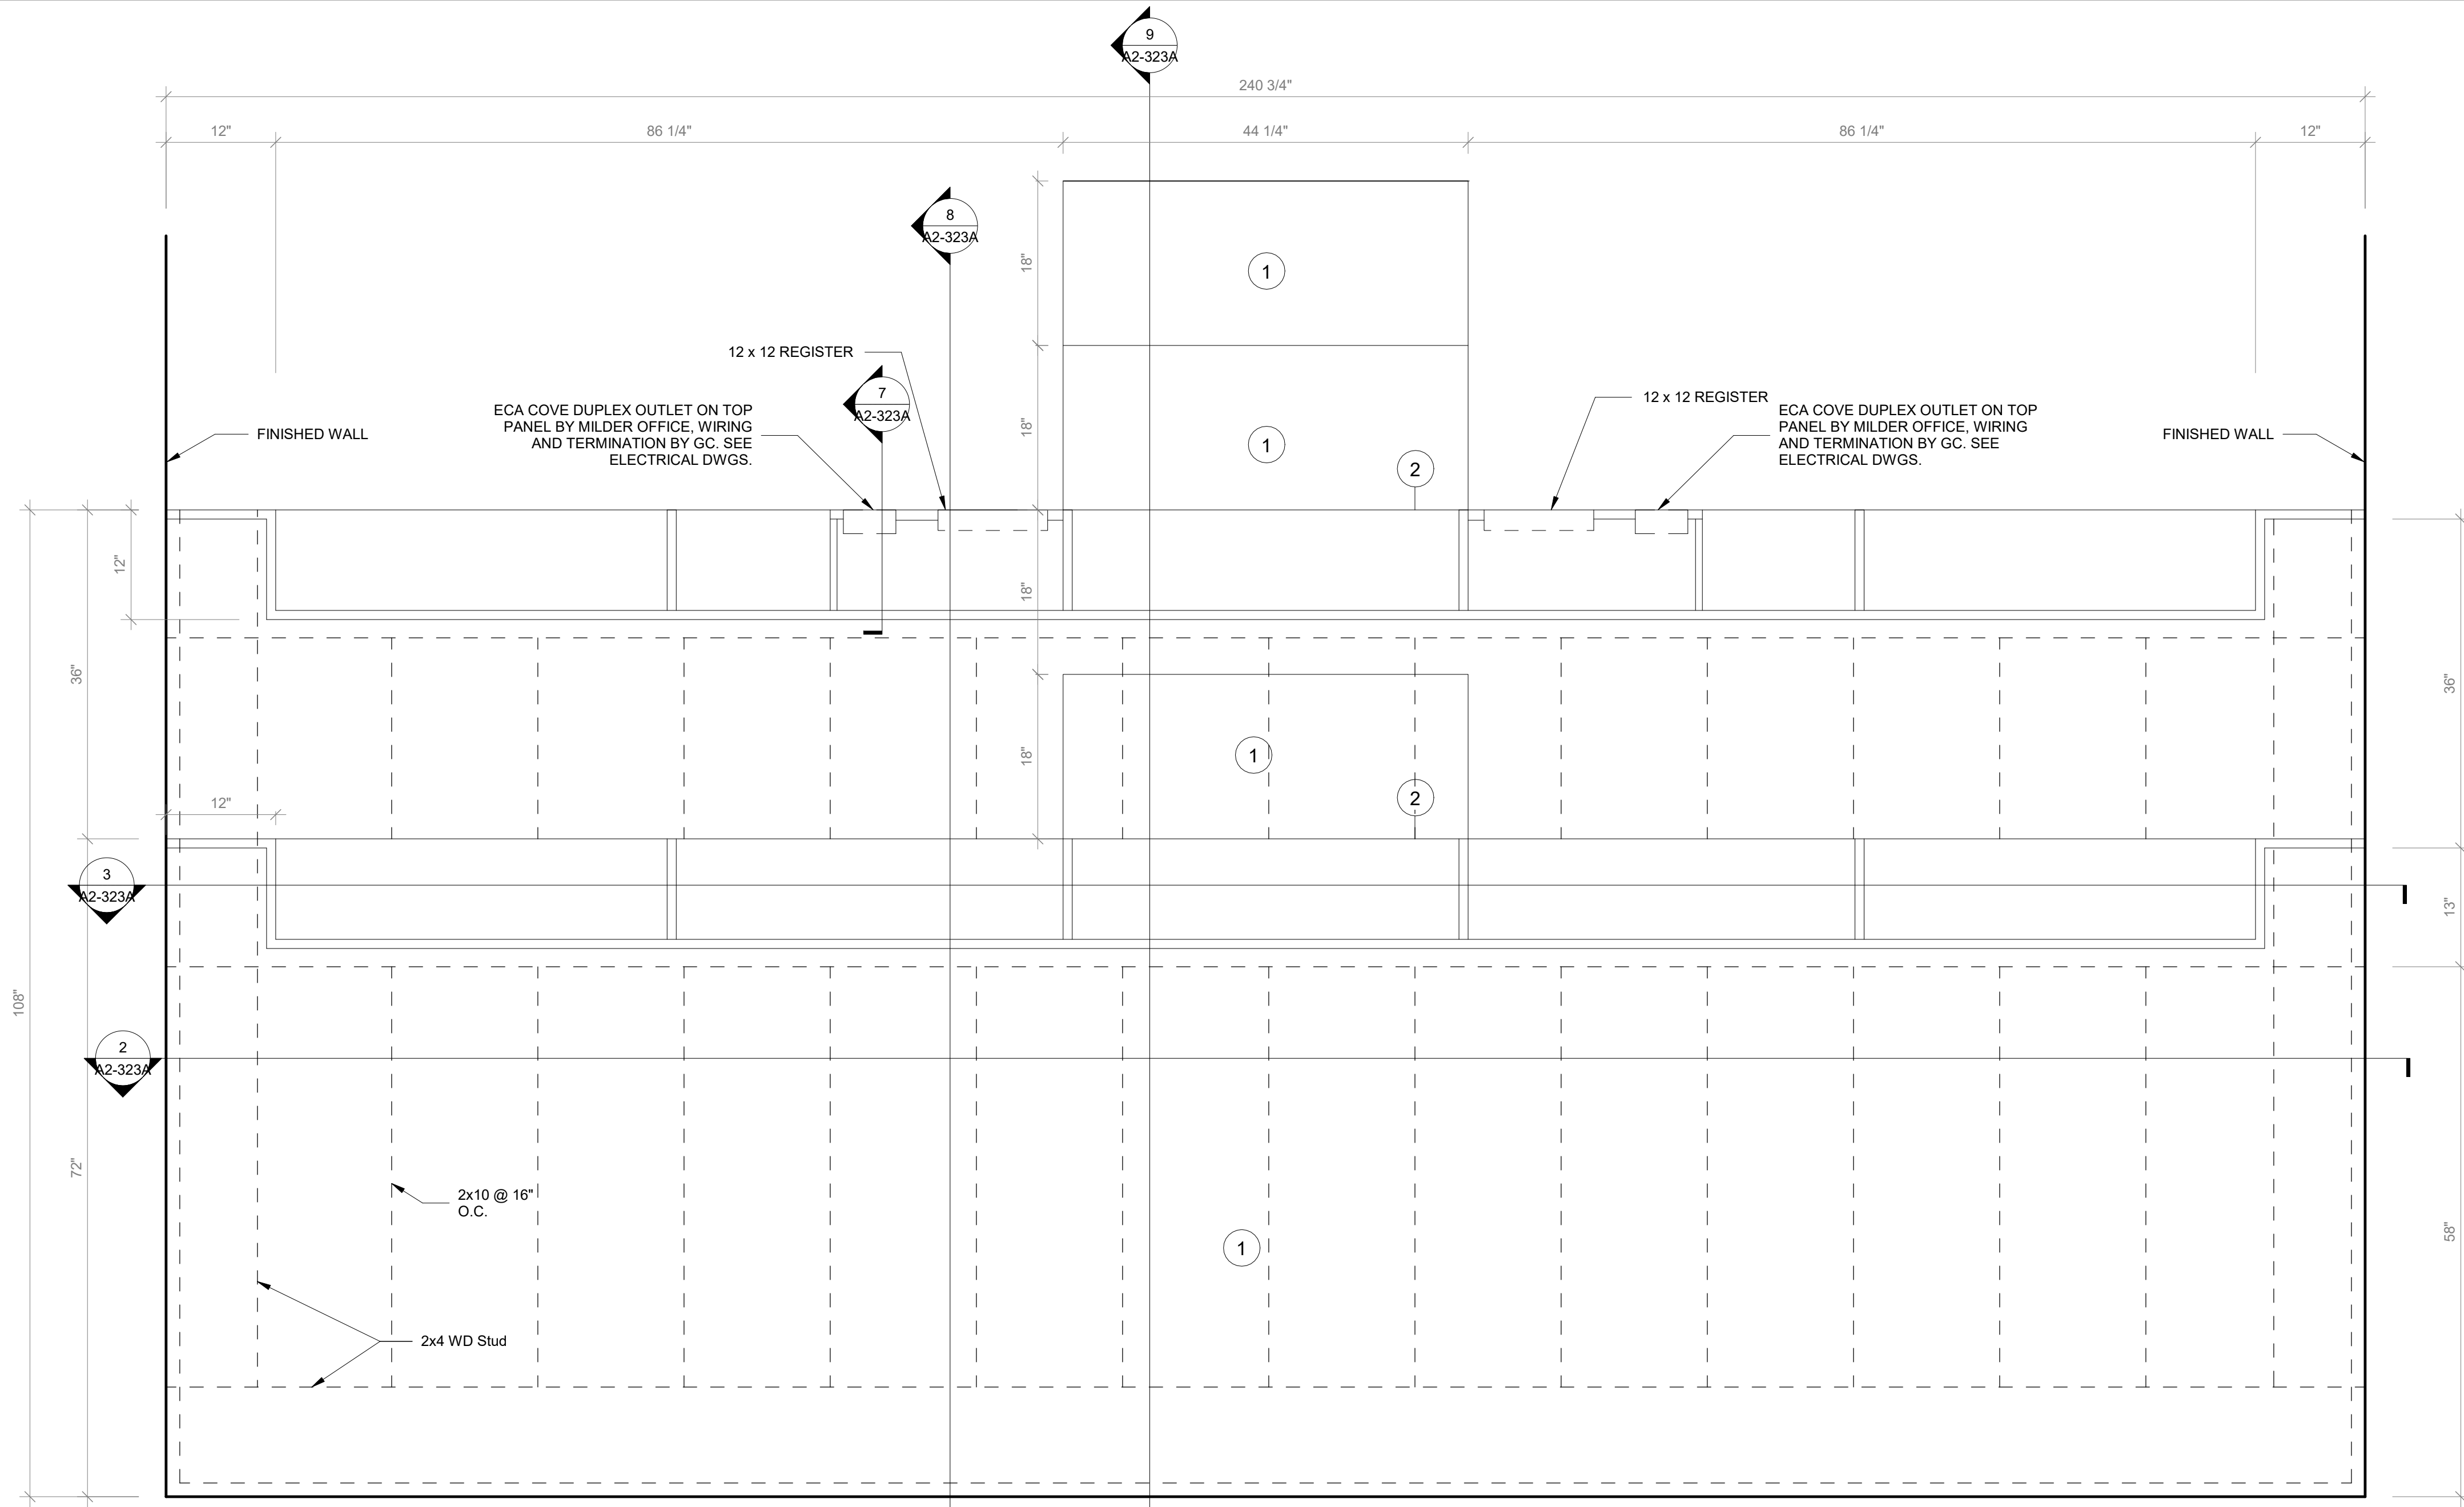 9
A2-323A
240 3/4"
12"
86 1/4"
44 1/4"
86 1/4"
12"
8
A2-323A
18"
1
12 x 12 REGISTER
7
A2-323A
ECA COVE DUPLEX OUTLET ON TOP
PANEL BY MILDER OFFICE, WIRING
AND TERMINATION BY GC. SEE
ELECTRICAL DWGS.
FINISHED WALL
18"
1
2
12 x 12 REGISTER
ECA COVE DUPLEX OUTLET ON TOP
PANEL BY MILDER OFFICE, WIRING
AND TERMINATION BY GC. SEE
ELECTRICAL DWGS.
FINISHED WALL
12"
18"
36"
36"
18"
1
2
12"
3
A2-323A
13"
108"
2
A2-323A
72"
2x10 @ 16"
O.C.
1
58"
2x4 WD Stud